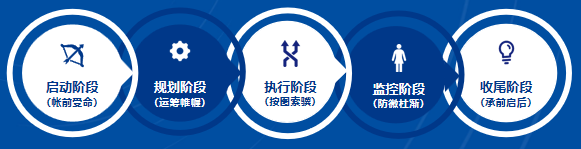 启动阶段
（帐前受命）
规划阶段
（运筹帷幄）
执行阶段
（按图索骥）
监控阶段
（防微杜渐）
收尾阶段
（承前启后）